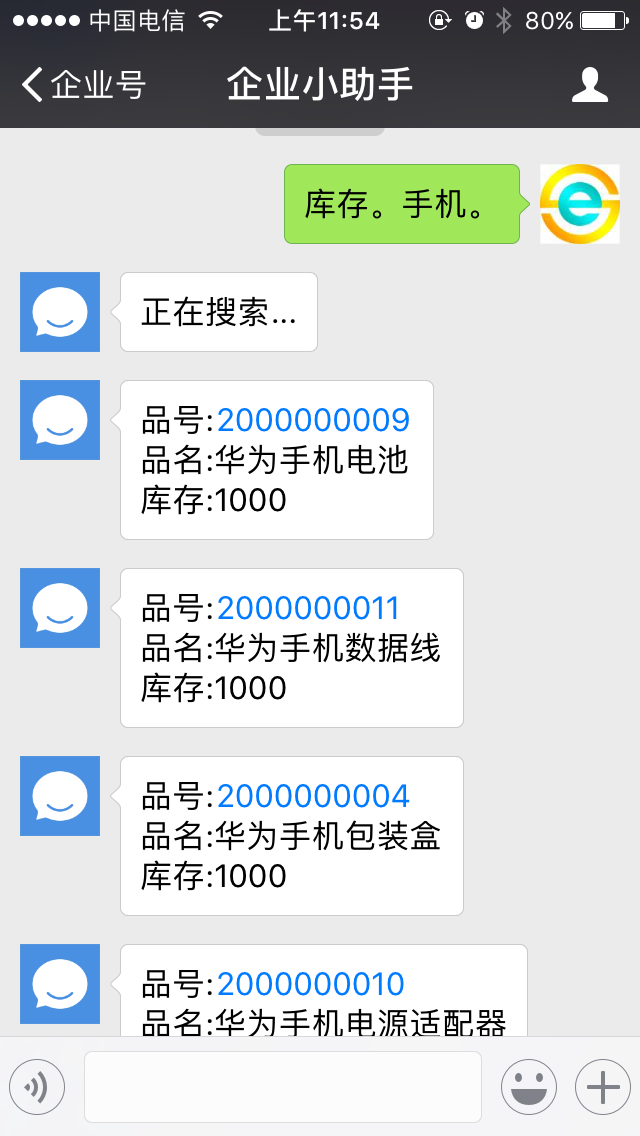 中国电信 上午11:54 80%
企业号 企业小助手
库存。手机。
正在搜索...
品号:2000000009
品名:华为手机电池
库存:1000
品号:2000000011
品名:华为手机数据线
库存:1000
品号:2000000004
品名:华为手机包装盒
库存:1000
品号:2000000010
品名:华为手机电源适配器